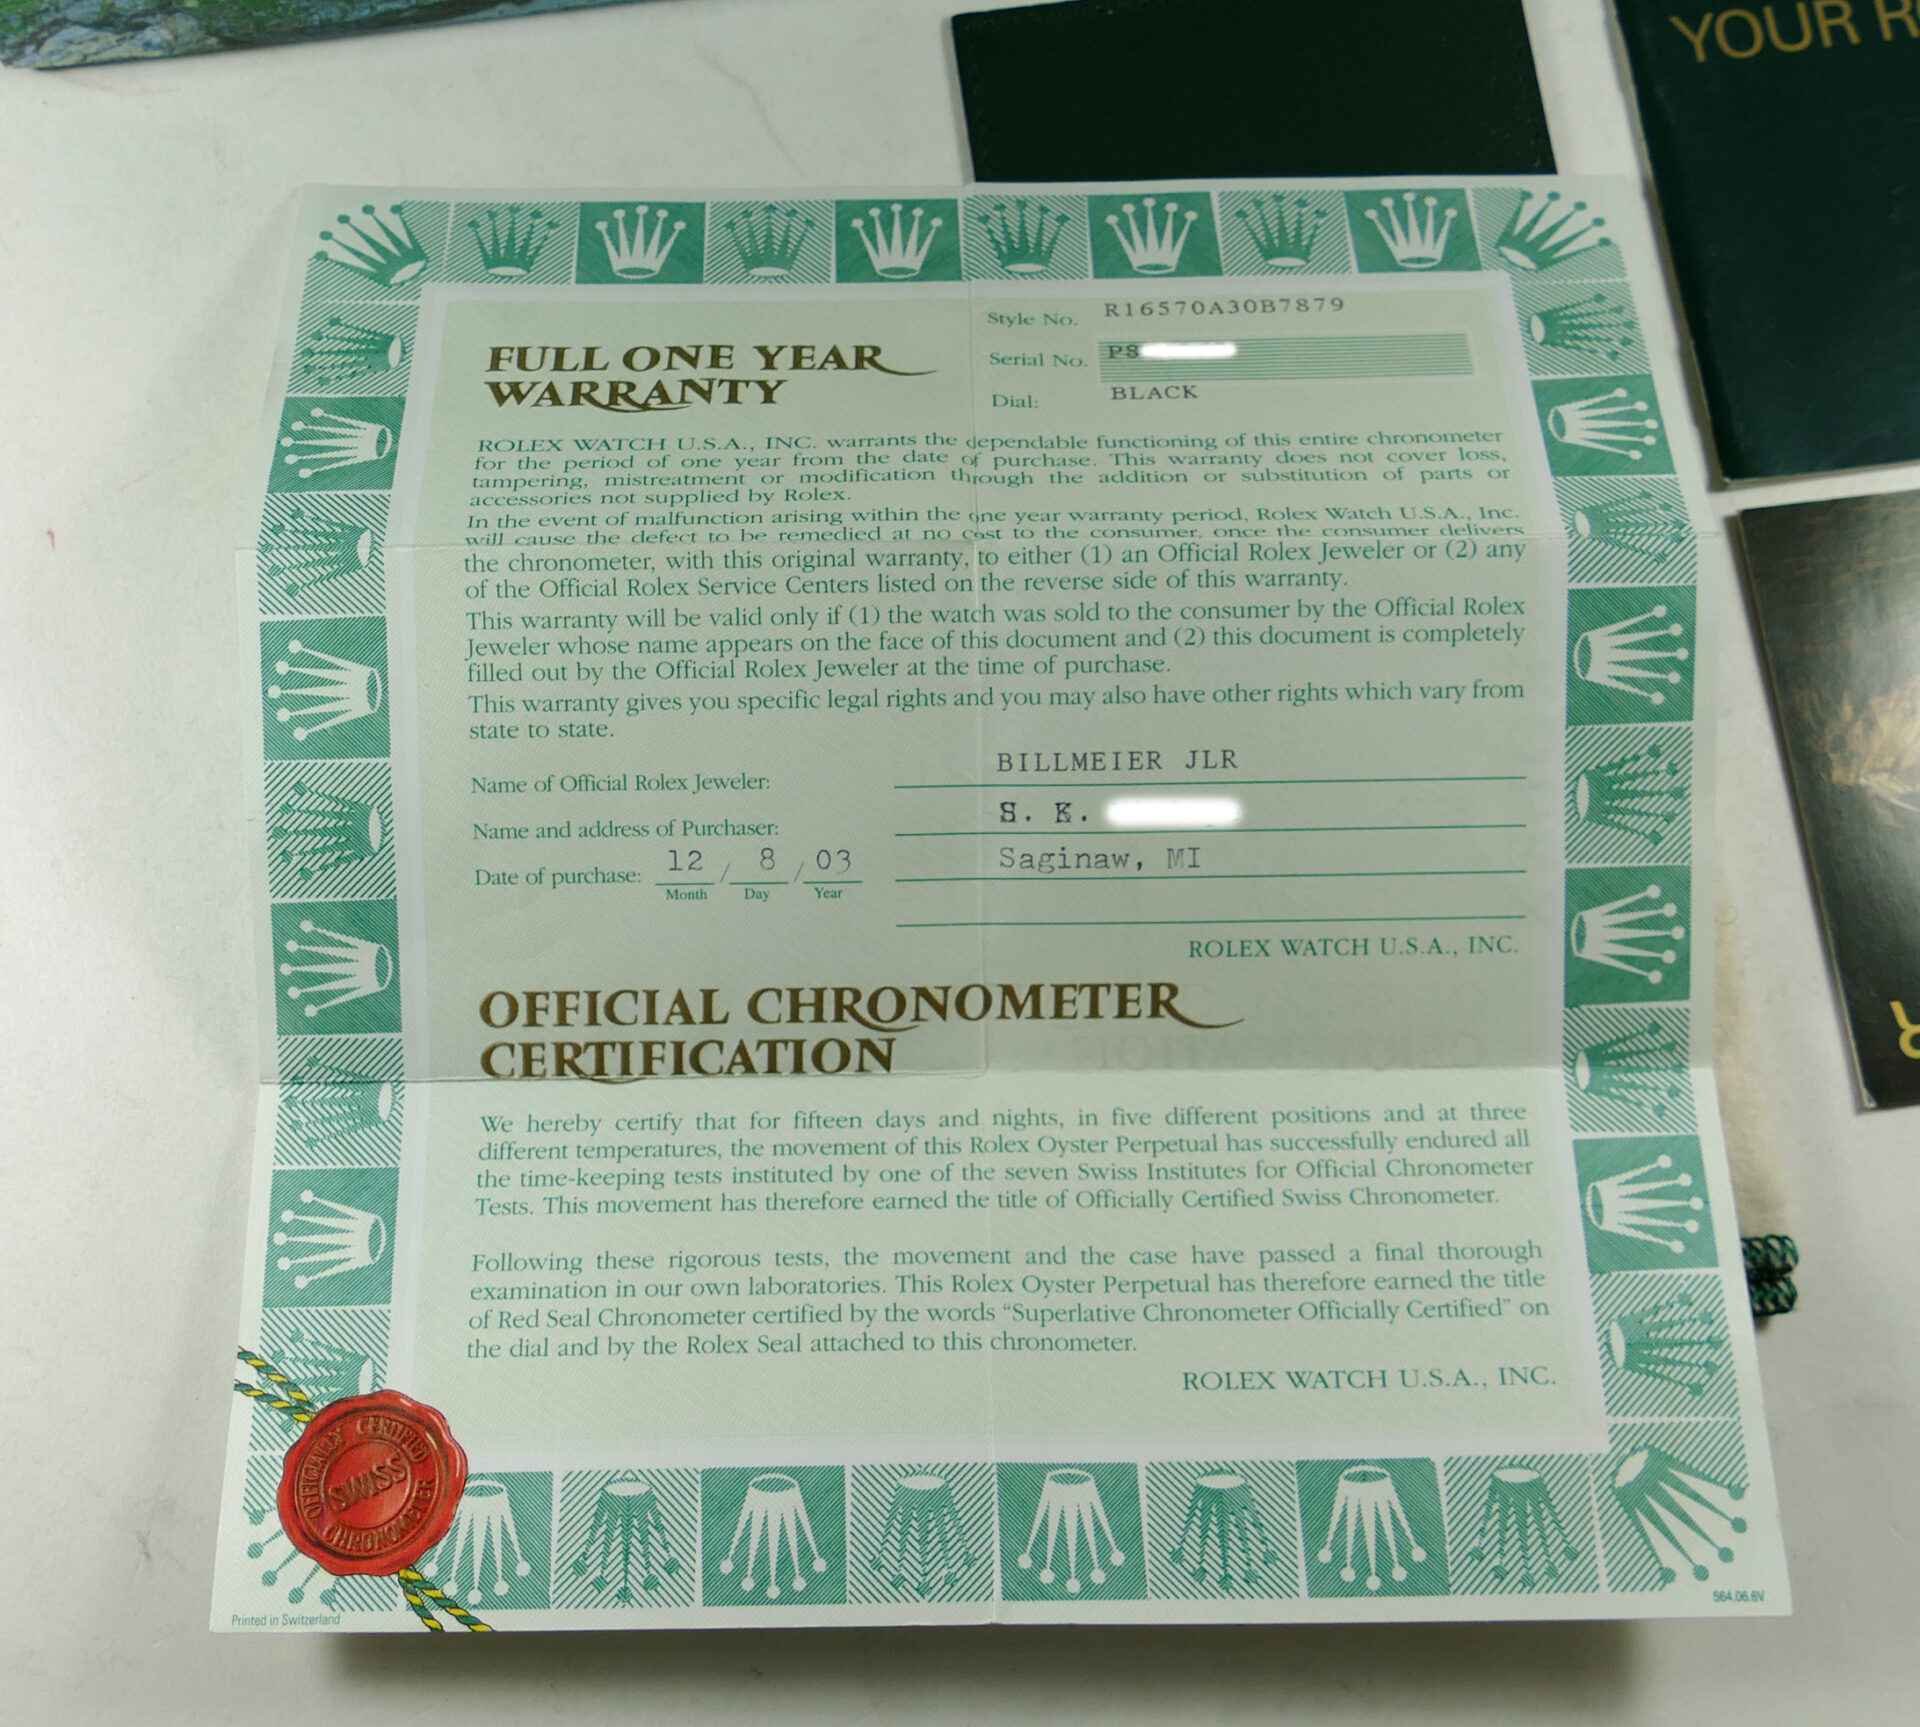 YOUR R
Style No. R16570A30B7879
FULL ONE YEAR
WARRANTY
Serial No. P8
Dial: BLACK
ROLEX WATCH U.S.A., INC. warrants the dependable functioning of this entire chronometer
for the period of one year from the date of purchase. This warranty does not cover loss,
tampering, mistreatment or modification through the addition or substitution of parts or
accessories not supplied by Rolex.
In the event of malfunction arising within the one year warranty period, Rolex Watch U.S.A., Inc.
will cause the defect to be remedied at no cost to the consumer, once the consumer delivers
the chronometer, with this original warranty, to either (1) an Official Rolex Jeweler or (2) any
of the Official Rolex Service Centers listed on the reverse side of this warranty.
This warranty will be valid only if (1) the watch was sold to the consumer by the Official Rolex
Jeweler whose name appears on the face of this document and (2) this document is completely
filled out by the Official Rolex Jeweler at the time of purchase.
This warranty gives you specific legal rights and you may also have other rights which vary from
state to state.
Name of Official Rolex Jeweler: BILLMEIER JLR
Name and address of Purchaser: S. K.
Date of purchase: 12 / 8 / 03 Saginaw, MI
Month Day Year
ROLEX WATCH U.S.A., INC.
OFFICIAL CHRONOMETER
CERTIFICATION
We hereby certify that for fifteen days and nights, in five different positions and at three
different temperatures, the movement of this Rolex Oyster Perpetual has successfully endured all
the time-keeping tests instituted by one of the seven Swiss Institutes for Official Chronometer
Tests. This movement has therefore earned the title of Officially Certified Swiss Chronometer.
Following these rigorous tests, the movement and the case have passed a final thorough
examination in our own laboratories. This Rolex Oyster Perpetual has therefore earned the title
of Red Seal Chronometer certified by the words “Superlative Chronometer Officially Certified” on
the dial and by the Rolex Seal attached to this chronometer.
ROLEX WATCH U.S.A., INC.
OFFICIALLY CERTIFIED
SWISS
CHRONOMETER
Printed in Switzerland
564.06.6V